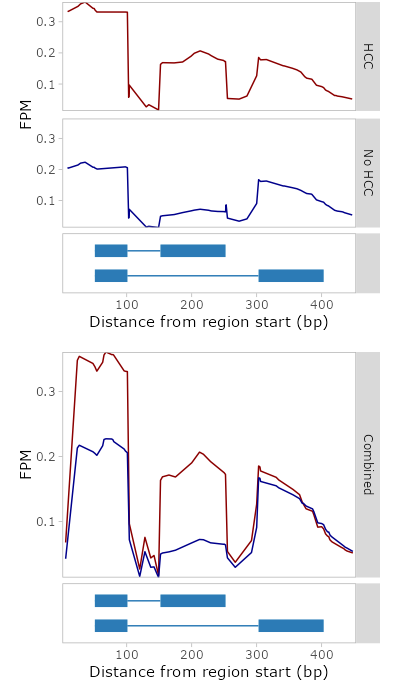 0.3
0.2
0.1
HCC
FPM
0.3
0.2
0.1
No HCC
100 200 300 400
Distance from region start (bp)
0.3
0.2
0.1
FPM
Combined
100 200 300 400
Distance from region start (bp)